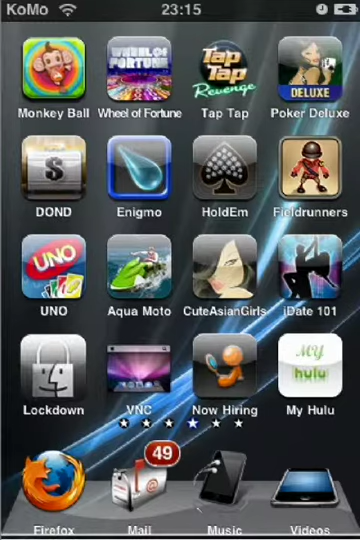 KoMo 23:15
WHEEL OF FORTUNE
Tap Tap Revenge
DELUXE
Monkey Ball Wheel of Fortune Tap Tap Poker Deluxe
$
DOND Enigmo HoldEm Fieldrunners
UNO
UNO Aqua Moto CuteAsianGirls iDate 101
MY hulu
Lockdown VNC Now Hiring My Hulu
49
Firefox Mail Music Videos